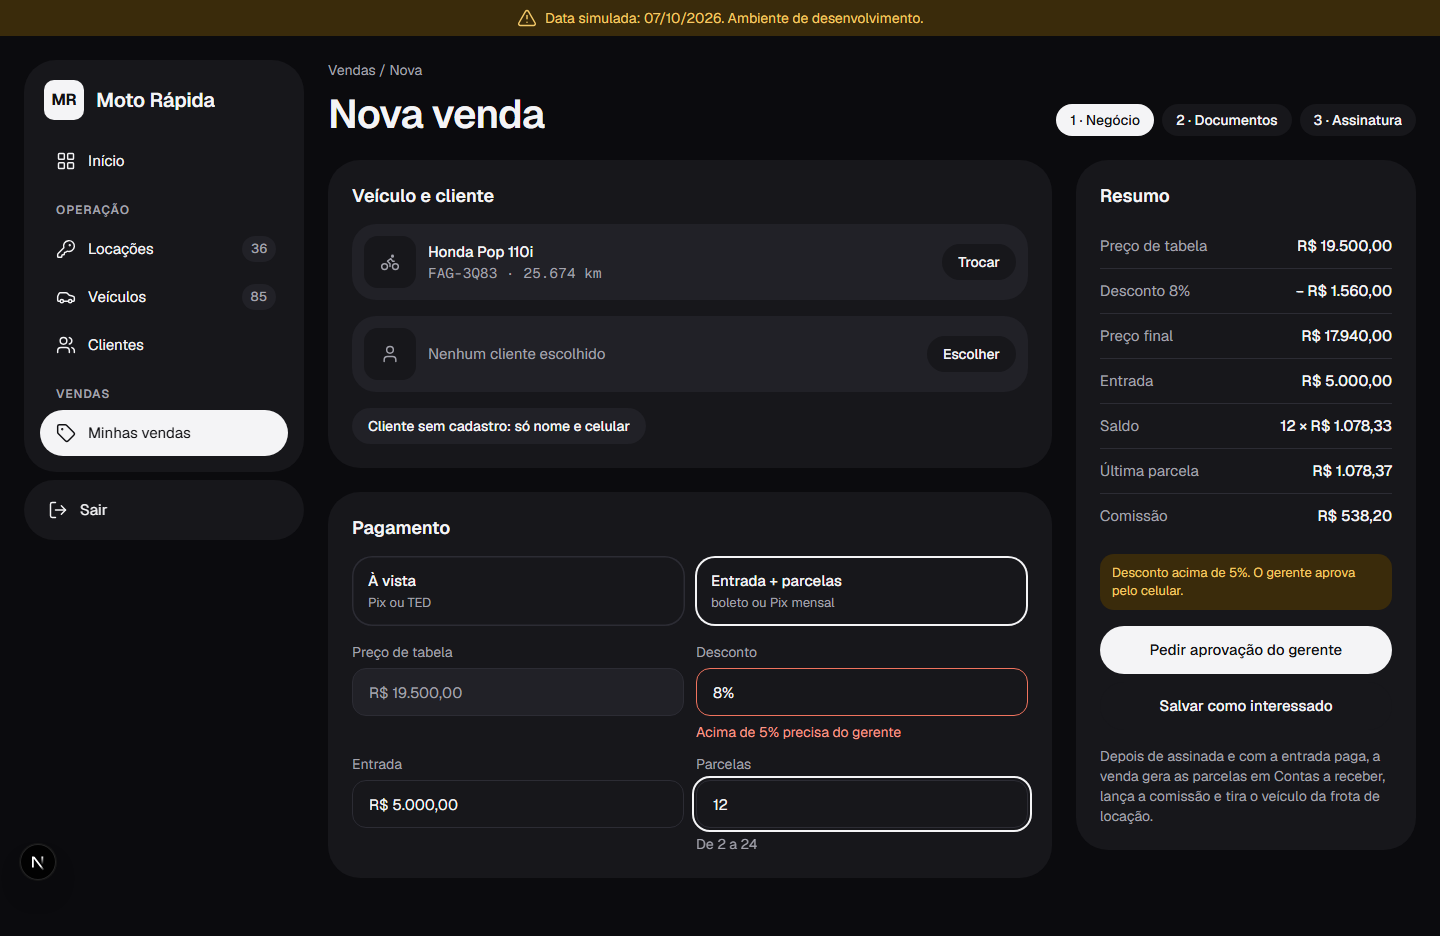 Data simulada: 07/10/2026. Ambiente de desenvolvimento.
MR
Moto Rápida
Início
OPERAÇÃO
Locações
36
Veículos
85
Clientes
VENDAS
Minhas vendas
Sair
Vendas / Nova
Nova venda
1 · Negócio
2 · Documentos
3 · Assinatura
Veículo e cliente
Honda Pop 110i
FAG-3Q83 · 25.674 km
Trocar
Nenhum cliente escolhido
Escolher
Cliente sem cadastro: só nome e celular
Pagamento
À vista
Pix ou TED
Entrada + parcelas
boleto ou Pix mensal
Preço de tabela
R$ 19.500,00
Desconto
8%
Acima de 5% precisa do gerente
Entrada
R$ 5.000,00
Parcelas
12
De 2 a 24
Resumo
Preço de tabela R$ 19.500,00
Desconto 8% – R$ 1.560,00
Preço final R$ 17.940,00
Entrada R$ 5.000,00
Saldo 12 × R$ 1.078,33
Última parcela R$ 1.078,37
Comissão R$ 538,20
Desconto acima de 5%. O gerente aprova
pelo celular.
Pedir aprovação do gerente
Salvar como interessado
Depois de assinada e com a entrada paga, a
venda gera as parcelas em Contas a receber,
lança a comissão e tira o veículo da frota de
locação.
N